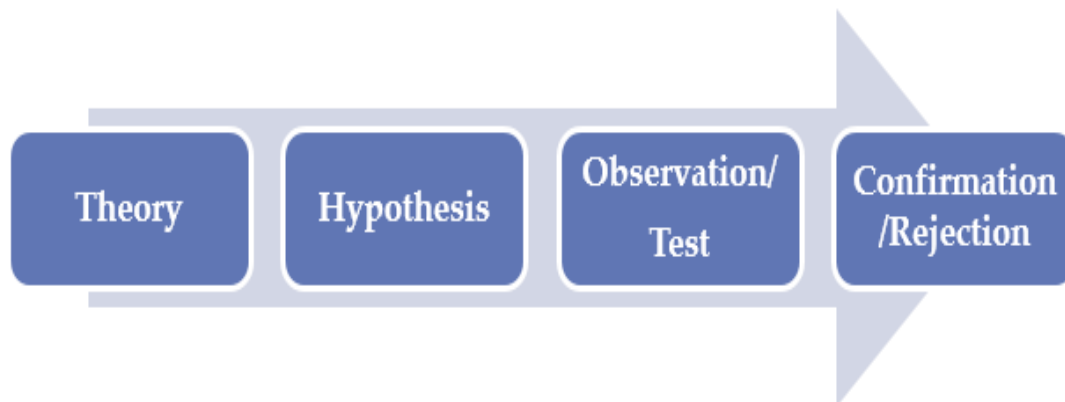 Theory
Hypothesis
Observation/
Test
Confirmation
/Rejection